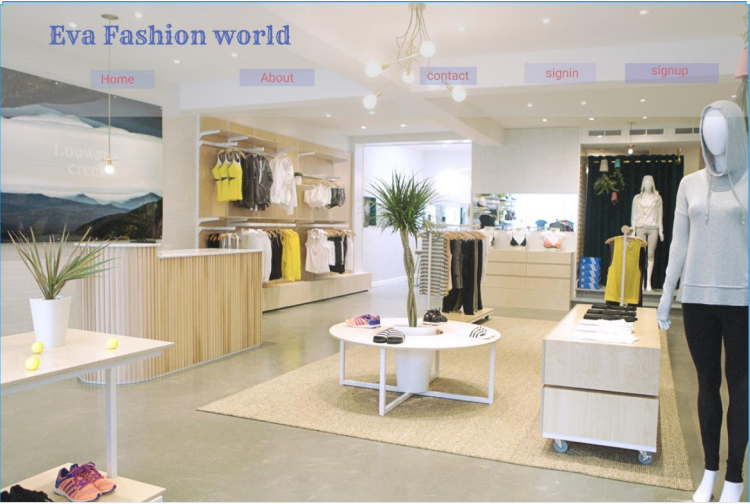 Eva Fashion world
Home
About
contact
signin
signup